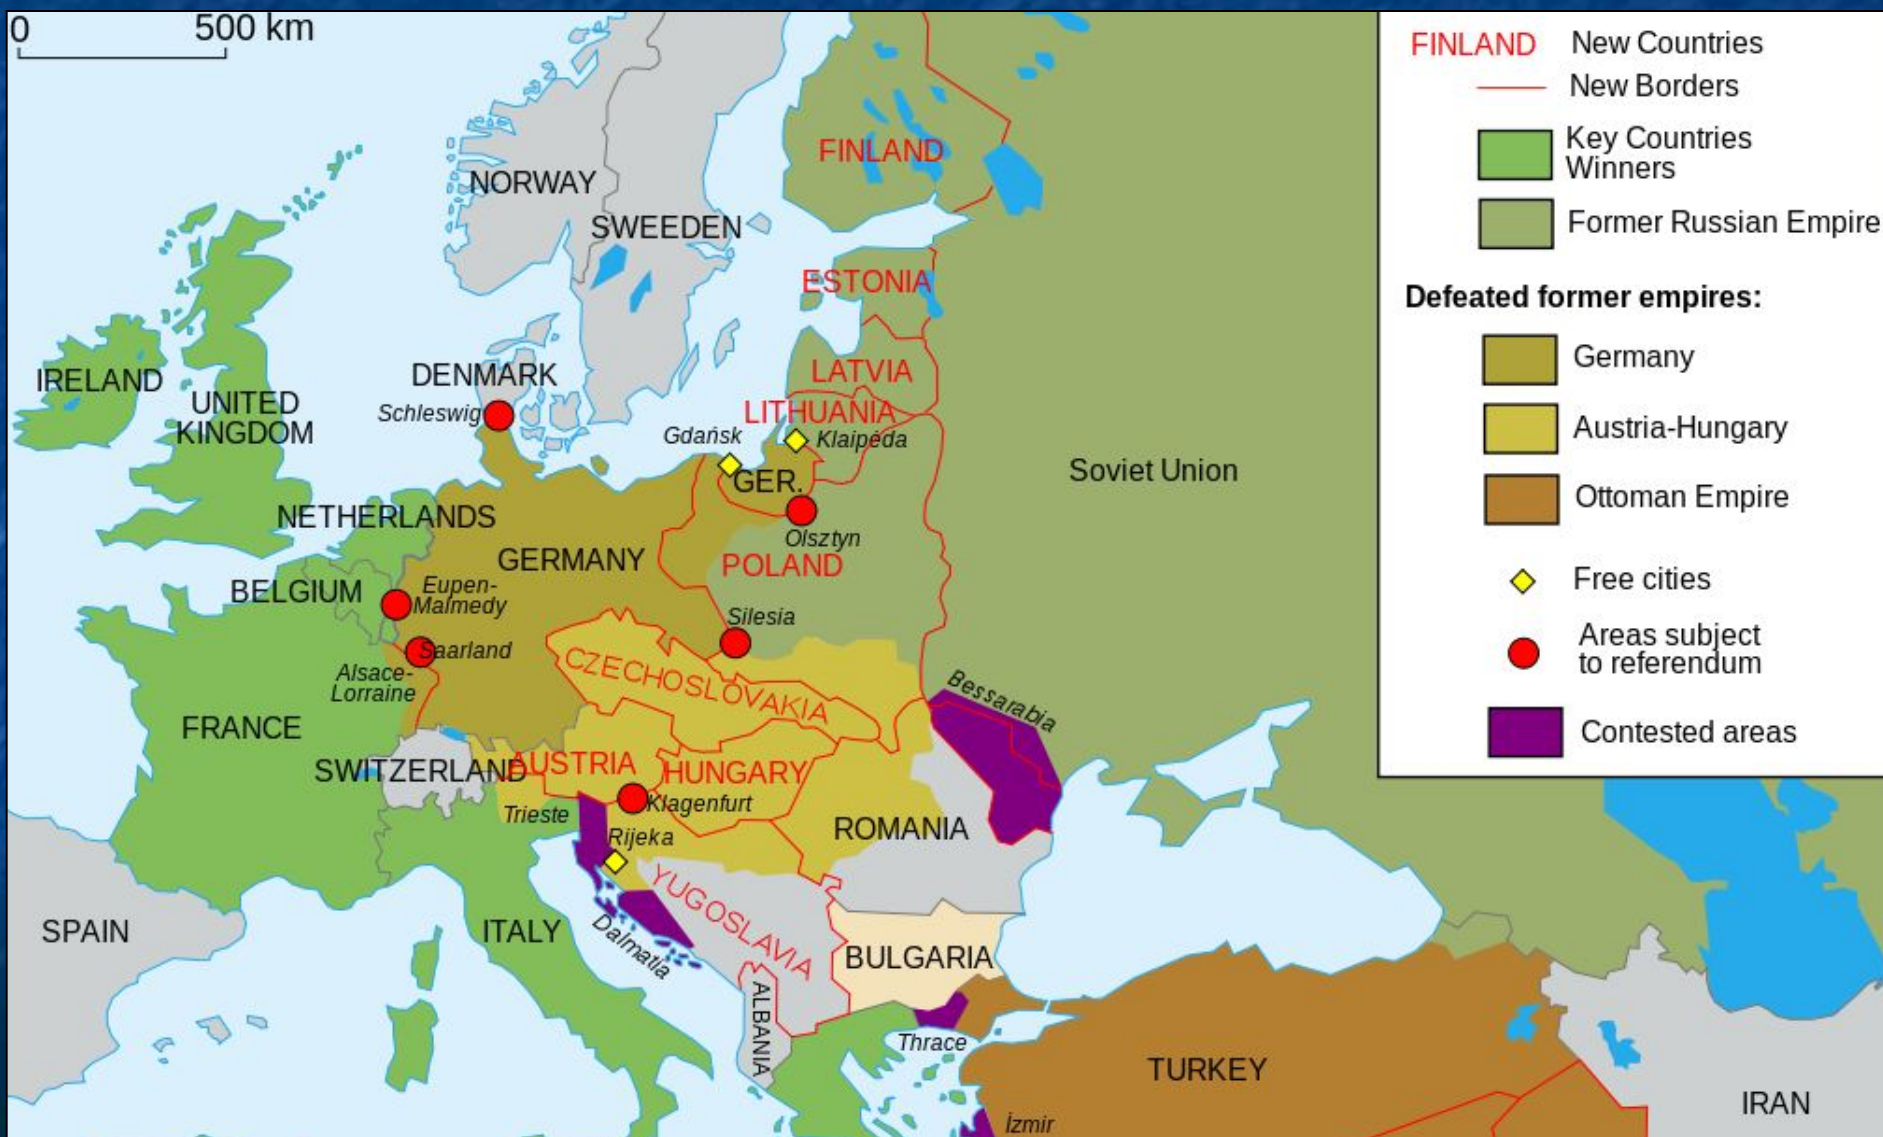 0
500 km
FINLAND
New Countries
New Borders
Key Countries
Winners
Former Russian Empire
Defeated former empires:
Germany
Austria-Hungary
Ottoman Empire
Free cities
Areas subject
to referendum
Contested areas
NORWAY
SWEEDEN
FINLAND
ESTONIA
LATVIA
LITHUANIA
Klaipėda
IRELAND
UNITED
KINGDOM
DENMARK
Schleswig
Gdańsk
GER.
Olsztyn
Soviet Union
NETHERLANDS
GERMANY
POLAND
BELGIUM
Eupen-
Malmedy
Silesia
Saarland
Alsace-
Lorraine
CZECHOSLOVAKIA
Bessarabia
FRANCE
SWITZERLAND
AUSTRIA
HUNGARY
Trieste
Klagenfurt
Rijeka
ROMANIA
YUGOSLAVIA
SPAIN
ITALY
Dalmatia
BULGARIA
ALBANIA
Thrace
TURKEY
IRAN
İzmir